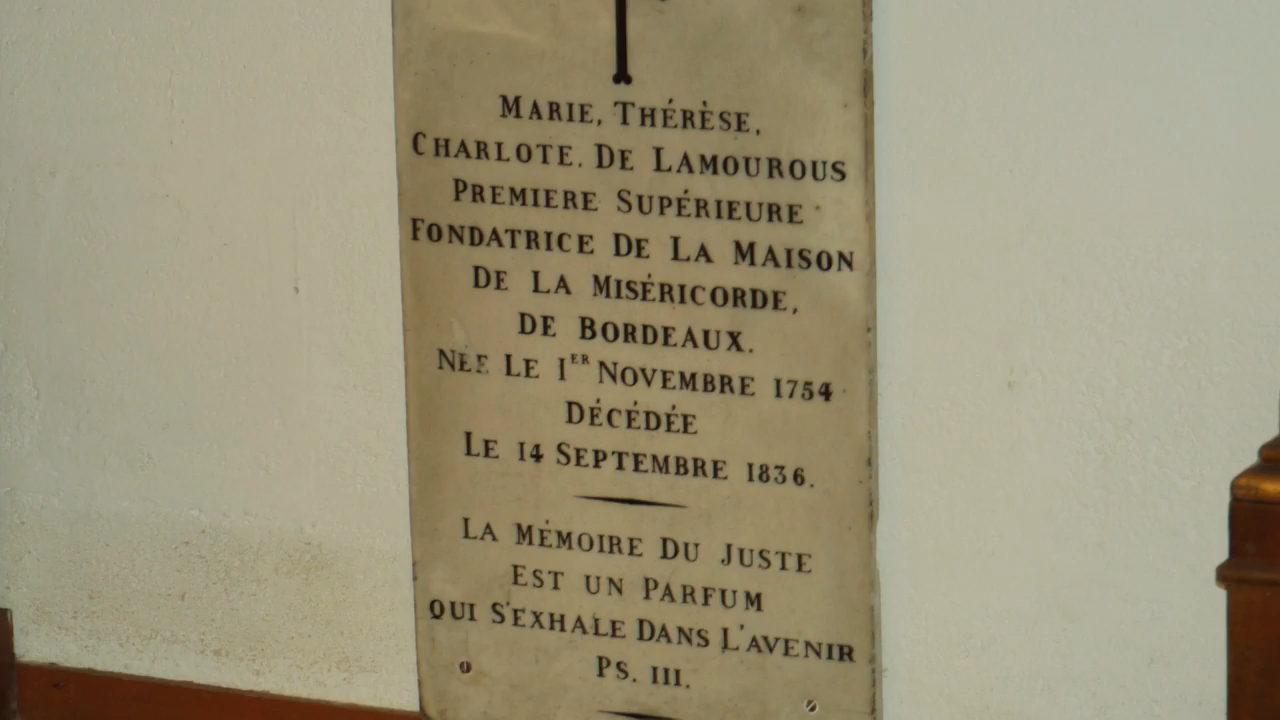 MARIE, THÉRÈSE,
CHARLOTE. DE LAMOUROUS
PREMIERE SUPÉRIEURE
FONDATRICE DE LA MAISON
DE LA MISÉRICORDE,
DE BORDEAUX.
NÉE LE 1ER NOVEMBRE 1754
DÉCÉDÉE
LE 14 SEPTEMBRE 1836.
LA MÉMOIRE DU JUSTE
EST UN PARFUM
QUI S'EXHALE DANS L'AVENIR
PS. III.